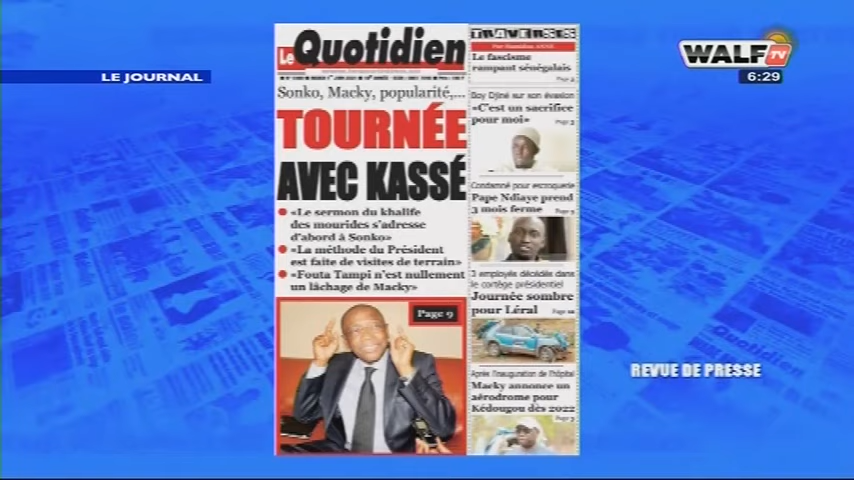 LE JOURNAL
WALF TV
6:29
Le Quotidien
Sonko, Macky, popularité,...
TOURNÉE
AVEC KASSÉ
«Le sermon du khalife
des mourides s'adresse
d'abord à Sonko»
«La méthode du Président
est faite de visites de terrain»
«Fouta Tampi n'est nullement
un lâchage de Macky»
Page 9
TRAVERSES
Par Hamidou ANNE
Le fascisme
rampant sénégalais
Boy Djiné sur son évasion
«C'est un sacrifice
pour moi»
Condamné pour escroquerie
Pape Ndiaye prend
3 mois ferme
3 employés décédés dans
le cortège présidentiel
Journée sombre
pour Léral
Après l'inauguration de l'hôpital
Macky annonce un
aérodrome pour
Kédougou dès 2022
REVUE DE PRESSE